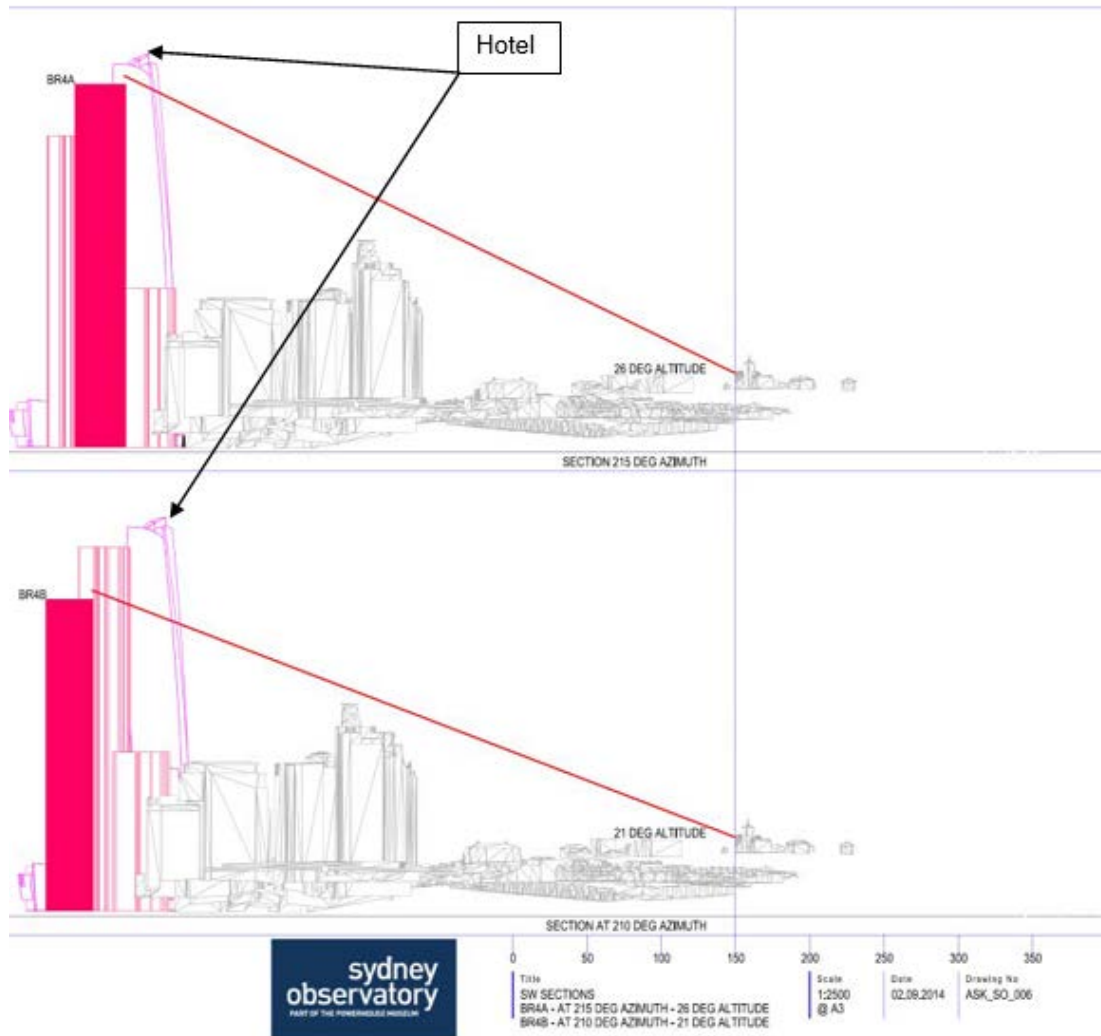 Hotel
BR4A
26 DEG ALTITUDE
SECTION 215 DEG AZIMUTH
BR4B
21 DEG ALTITUDE
SECTION AT 210 DEG AZIMUTH
sydney
observatory
PART OF THE POWERHOUSE MUSEUM
0 50 100 150 200 250 300 350
Title
SW SECTIONS
BR4A - AT 215 DEG AZIMUTH - 26 DEG ALTITUDE
BR4B - AT 210 DEG AZIMUTH - 21 DEG ALTITUDE
Scale
1:2500
@ A3
Date
02.09.2014
Drawing No
ASK_SO_006